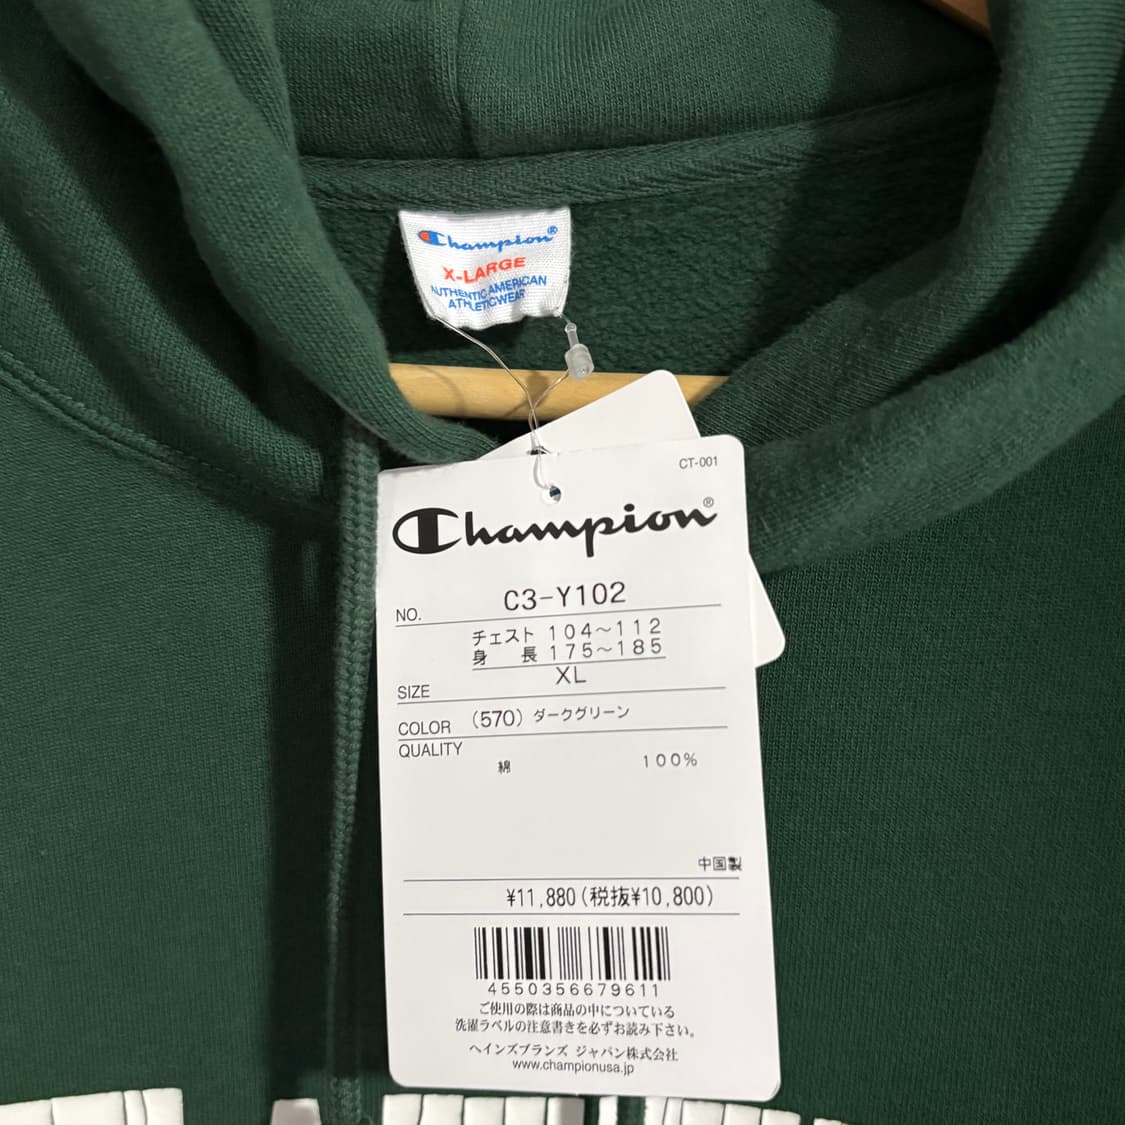 Champion®
X-LARGE
AUTHENTIC AMERICAN
ATHLETICWEAR
CT-001
Champion®
NO. C3-Y102
チェスト 104～112
身 長 175～185
SIZE XL
COLOR (570) ダークグリーン
QUALITY
綿 100%
中国製
¥11,880(税抜¥10,800)
4550356679611
ご使用の際は商品の中についている
洗濯ラベルの注意書きを必ずお読み下さい。
ヘインズブランズ ジャパン株式会社
www.championusa.jp